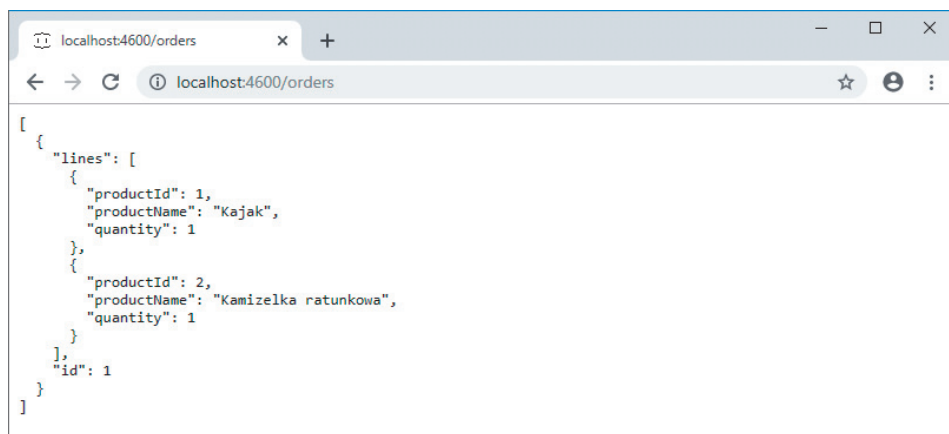 localhost:4600/orders
localhost:4600/orders
[
  {
    "lines": [
      {
        "productId": 1,
        "productName": "Kajak",
        "quantity": 1
      },
      {
        "productId": 2,
        "productName": "Kamizelka ratunkowa",
        "quantity": 1
      }
    ],
    "id": 1
  }
]